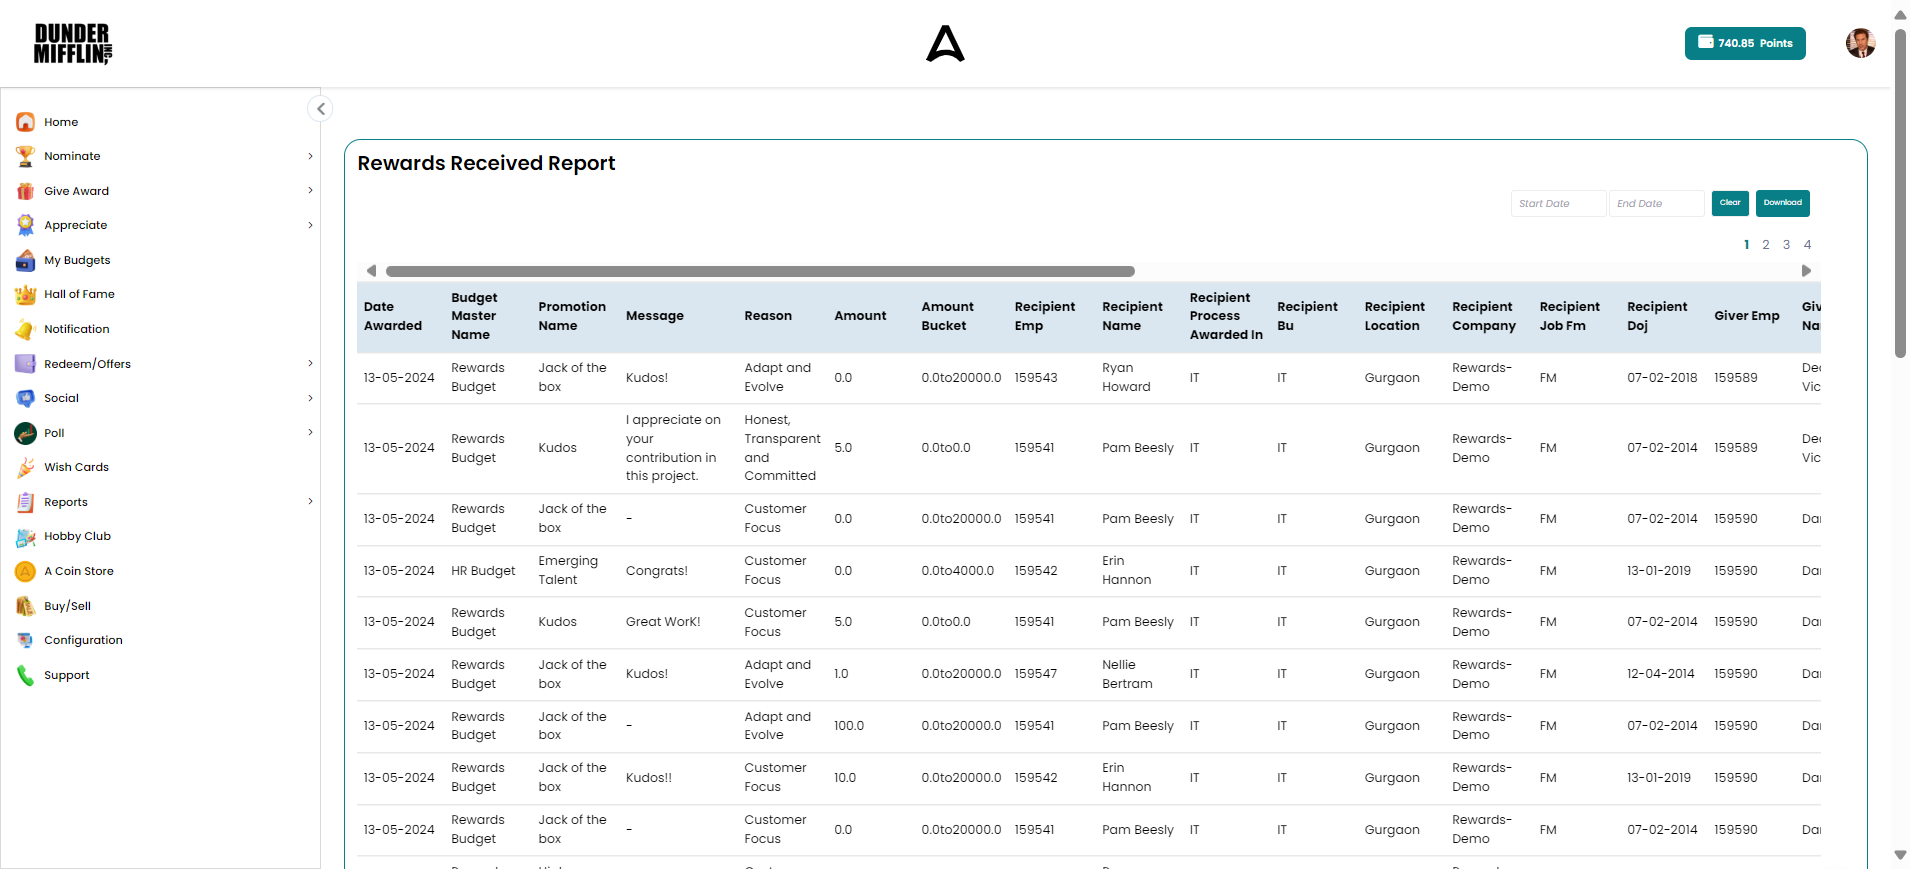 DUNDER
MIFFLIN, INC
740.85 Points
Home
Nominate
Give Award
Appreciate
My Budgets
Hall of Fame
Notification
Redeem/Offers
Social
Poll
Wish Cards
Reports
Hobby Club
A Coin Store
Buy/Sell
Configuration
Support
Rewards Received Report
Start Date End Date Clear Download
1 2 3 4
Date Awarded Budget Master Name Promotion Name Message Reason Amount Amount Bucket Recipient Emp Recipient Name Recipient Process Awarded In Recipient Bu Recipient Location Recipient Company Recipient Job Fm Recipient Doj Giver Emp
13-05-2024 Rewards Budget Jack of the box Kudos! Adapt and Evolve 0.0 0.0to20000.0 159543 Ryan Howard IT IT Gurgaon Rewards-Demo FM 07-02-2018 159589
13-05-2024 Rewards Budget Kudos I appreciate on your contribution in this project. Honest, Transparent and Committed 5.0 0.0to0.0 159541 Pam Beesly IT IT Gurgaon Rewards-Demo FM 07-02-2014 159589
13-05-2024 Rewards Budget Jack of the box - Customer Focus 0.0 0.0to20000.0 159541 Pam Beesly IT IT Gurgaon Rewards-Demo FM 07-02-2014 159590
13-05-2024 HR Budget Emerging Talent Congrats! Customer Focus 0.0 0.0to4000.0 159542 Erin Hannon IT IT Gurgaon Rewards-Demo FM 13-01-2019 159590
13-05-2024 Rewards Budget Kudos Great WorK! Customer Focus 5.0 0.0to0.0 159541 Pam Beesly IT IT Gurgaon Rewards-Demo FM 07-02-2014 159590
13-05-2024 Rewards Budget Jack of the box Kudos! Adapt and Evolve 1.0 0.0to20000.0 159547 Nellie Bertram IT IT Gurgaon Rewards-Demo FM 12-04-2014 159590
13-05-2024 Rewards Budget Jack of the box - Adapt and Evolve 100.0 0.0to20000.0 159541 Pam Beesly IT IT Gurgaon Rewards-Demo FM 07-02-2014 159590
13-05-2024 Rewards Budget Jack of the box Kudos!! Customer Focus 10.0 0.0to20000.0 159542 Erin Hannon IT IT Gurgaon Rewards-Demo FM 13-01-2019 159590
13-05-2024 Rewards Budget Jack of the box - Customer Focus 0.0 0.0to20000.0 159541 Pam Beesly IT IT Gurgaon Rewards-Demo FM 07-02-2014 159590